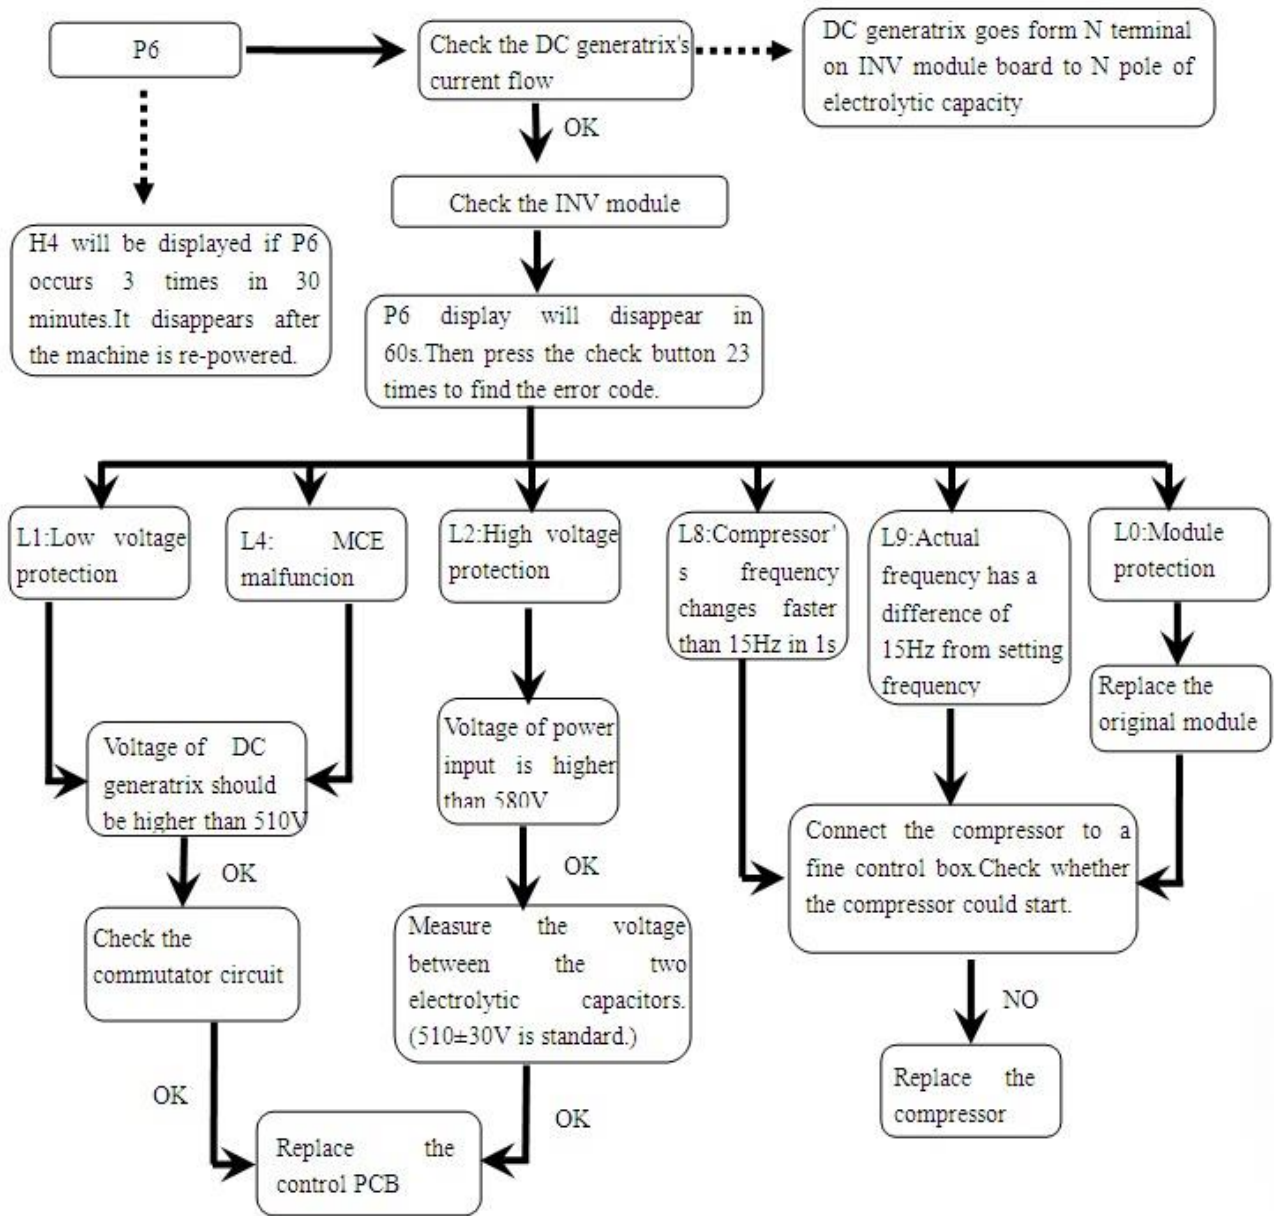 P6
Check the DC generatrix's
current flow
DC generatrix goes form N terminal
on INV module board to N pole of
electrolytic capacity
OK
Check the INV module
H4 will be displayed if P6
occurs 3 times in 30
minutes.It disappears after
the machine is re-powered.
P6 display will disappear in
60s.Then press the check button 23
times to find the error code.
L1:Low voltage
protection
L4: MCE
malfuncion
L2:High voltage
protection
L8:Compressor'
s frequency
changes faster
than 15Hz in 1s
L9:Actual
frequency has a
difference of
15Hz from setting
frequency
L0:Module
protection
Voltage of DC
generatrix should
be higher than 510V
Voltage of power
input is higher
than 580V
Replace the
original module
OK
OK
Connect the compressor to a
fine control box.Check whether
the compressor could start.
Check the
commutator circuit
Measure the voltage
between the two
electrolytic capacitors.
(510±30V is standard.)
NO
OK
OK
Replace the
compressor
Replace the
control PCB